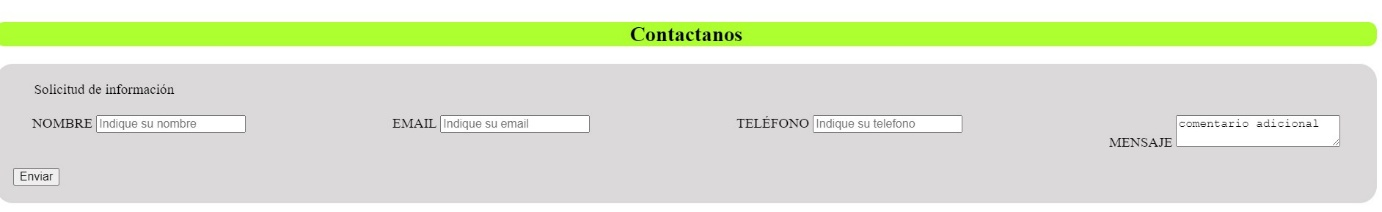 Contactanos
Solicitud de información
NOMBRE Indique su nombre EMAIL Indique su email TELÉFONO Indique su telefono MENSAJE comentario adicional
Enviar